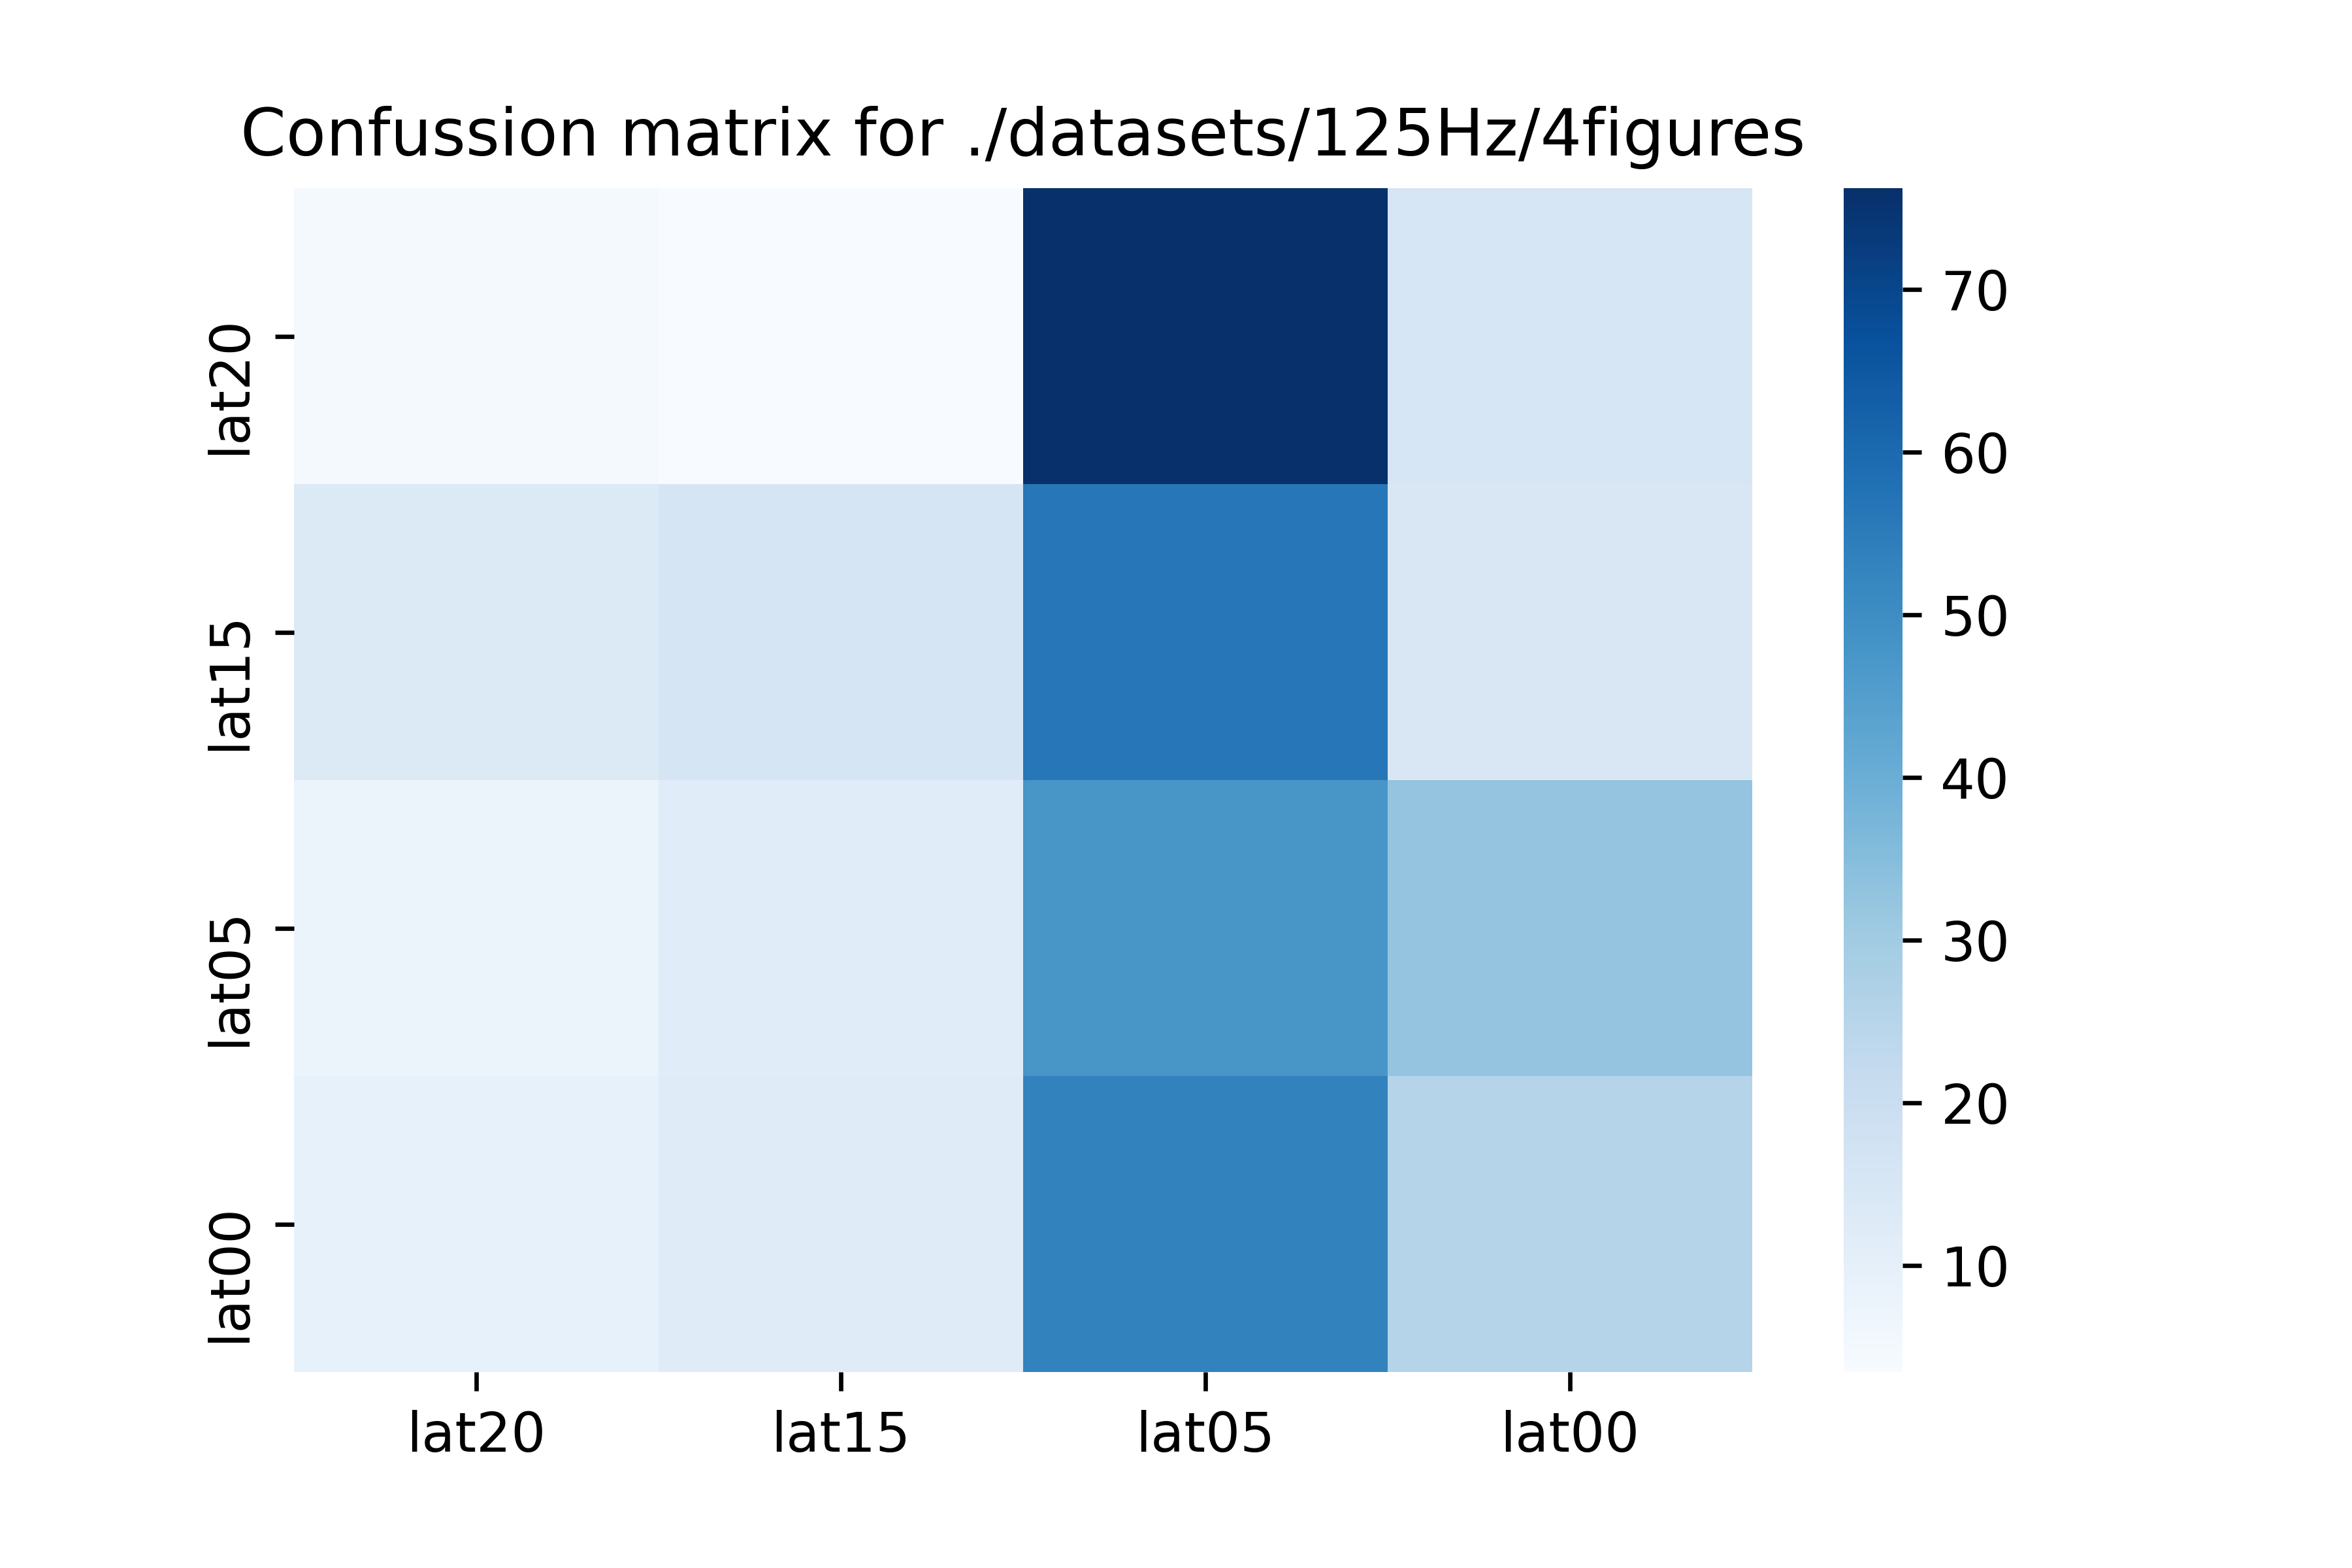 Confussion matrix for ./datasets/125Hz/4figures
lat20
lat15
lat05
lat00
lat20 lat15 lat05 lat00
70
60
50
40
30
20
10